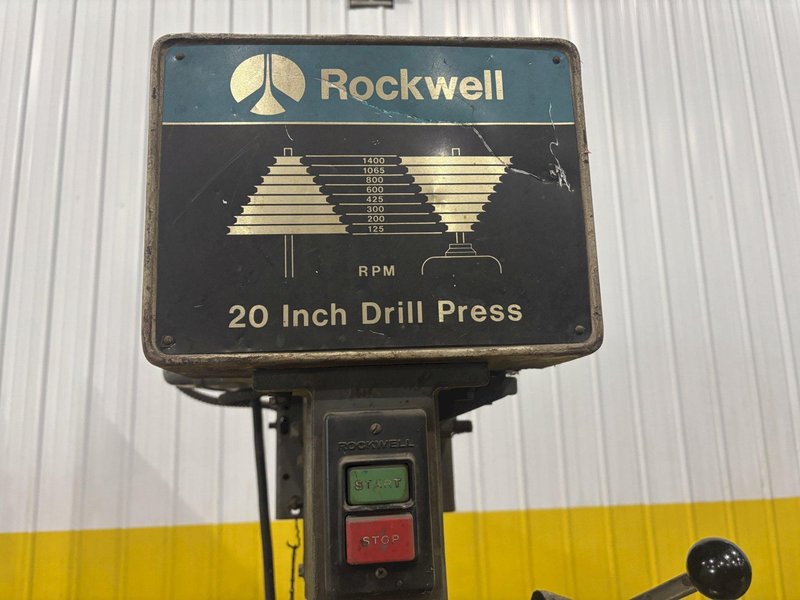 Rockwell
1400
1065
800
600
425
300
200
125
RPM
20 Inch Drill Press
ROCKWELL
START
STOP